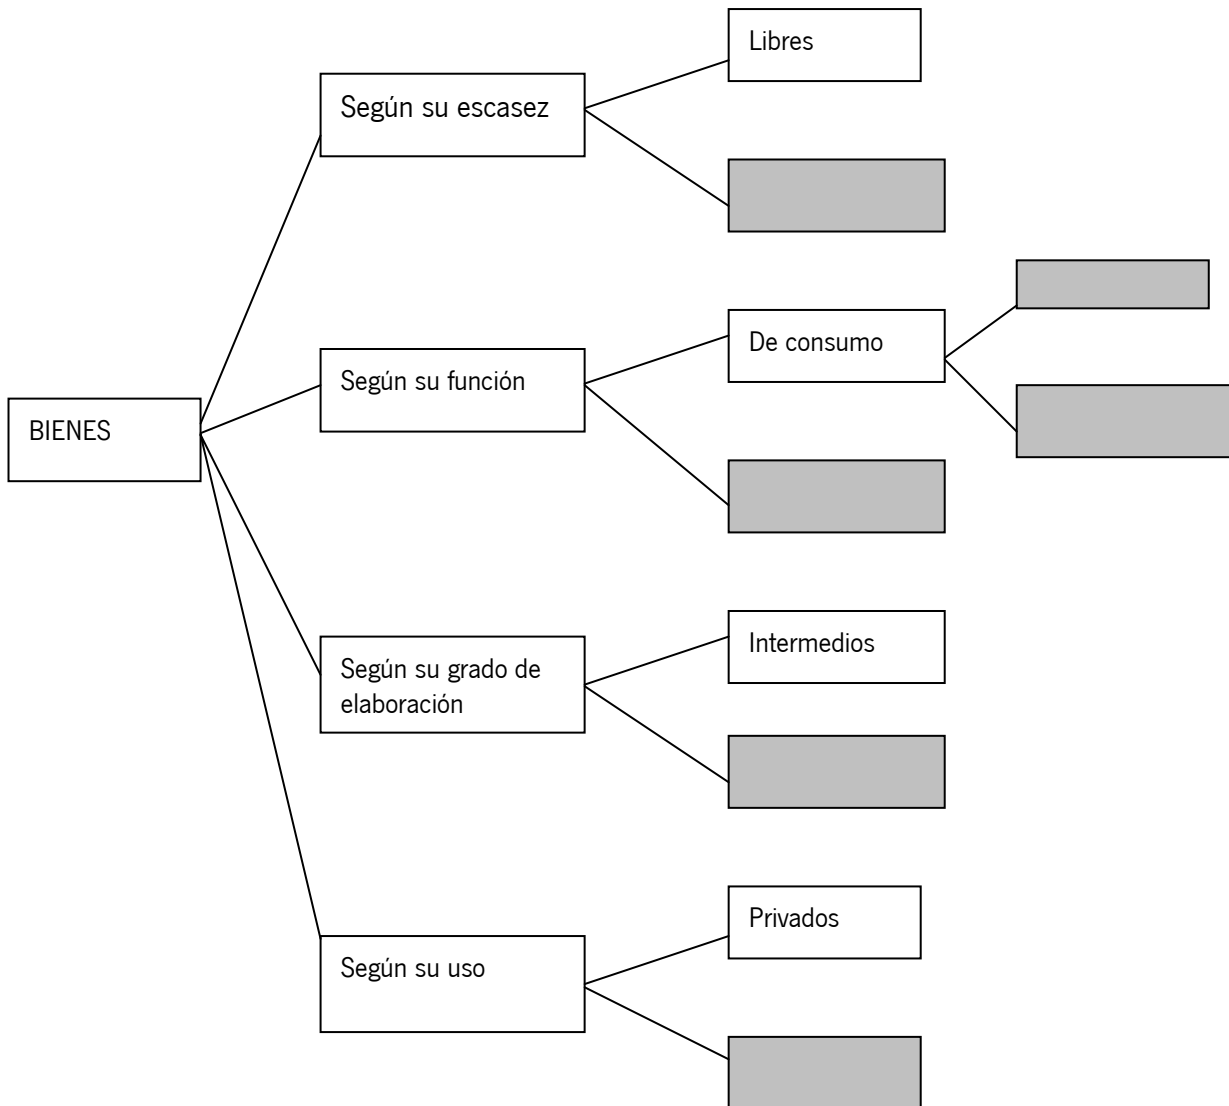 Libres
Según su escasez
De consumo
Según su función
BIENES
Intermedios
Según su grado de
elaboración
Privados
Según su uso